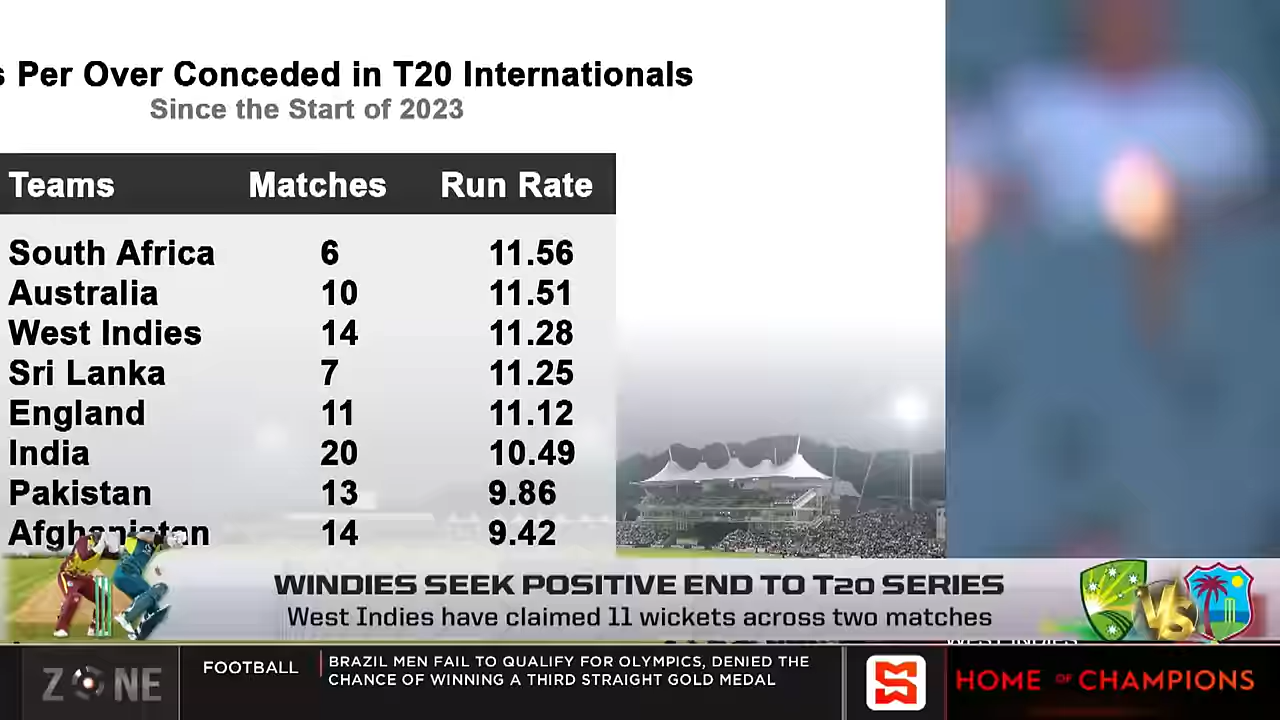 s Per Over Conceded in T20 Internationals
Since the Start of 2023
Teams Matches Run Rate
South Africa 6 11.56
Australia 10 11.51
West Indies 14 11.28
Sri Lanka 7 11.25
England 11 11.12
India 20 10.49
Pakistan 13 9.86
Afghanistan 14 9.42
WINDIES SEEK POSITIVE END TO T20 SERIES
West Indies have claimed 11 wickets across two matches
VS
ZONE
FOOTBALL
BRAZIL MEN FAIL TO QUALIFY FOR OLYMPICS, DENIED THE
CHANCE OF WINNING A THIRD STRAIGHT GOLD MEDAL
HOME OF CHAMPIONS